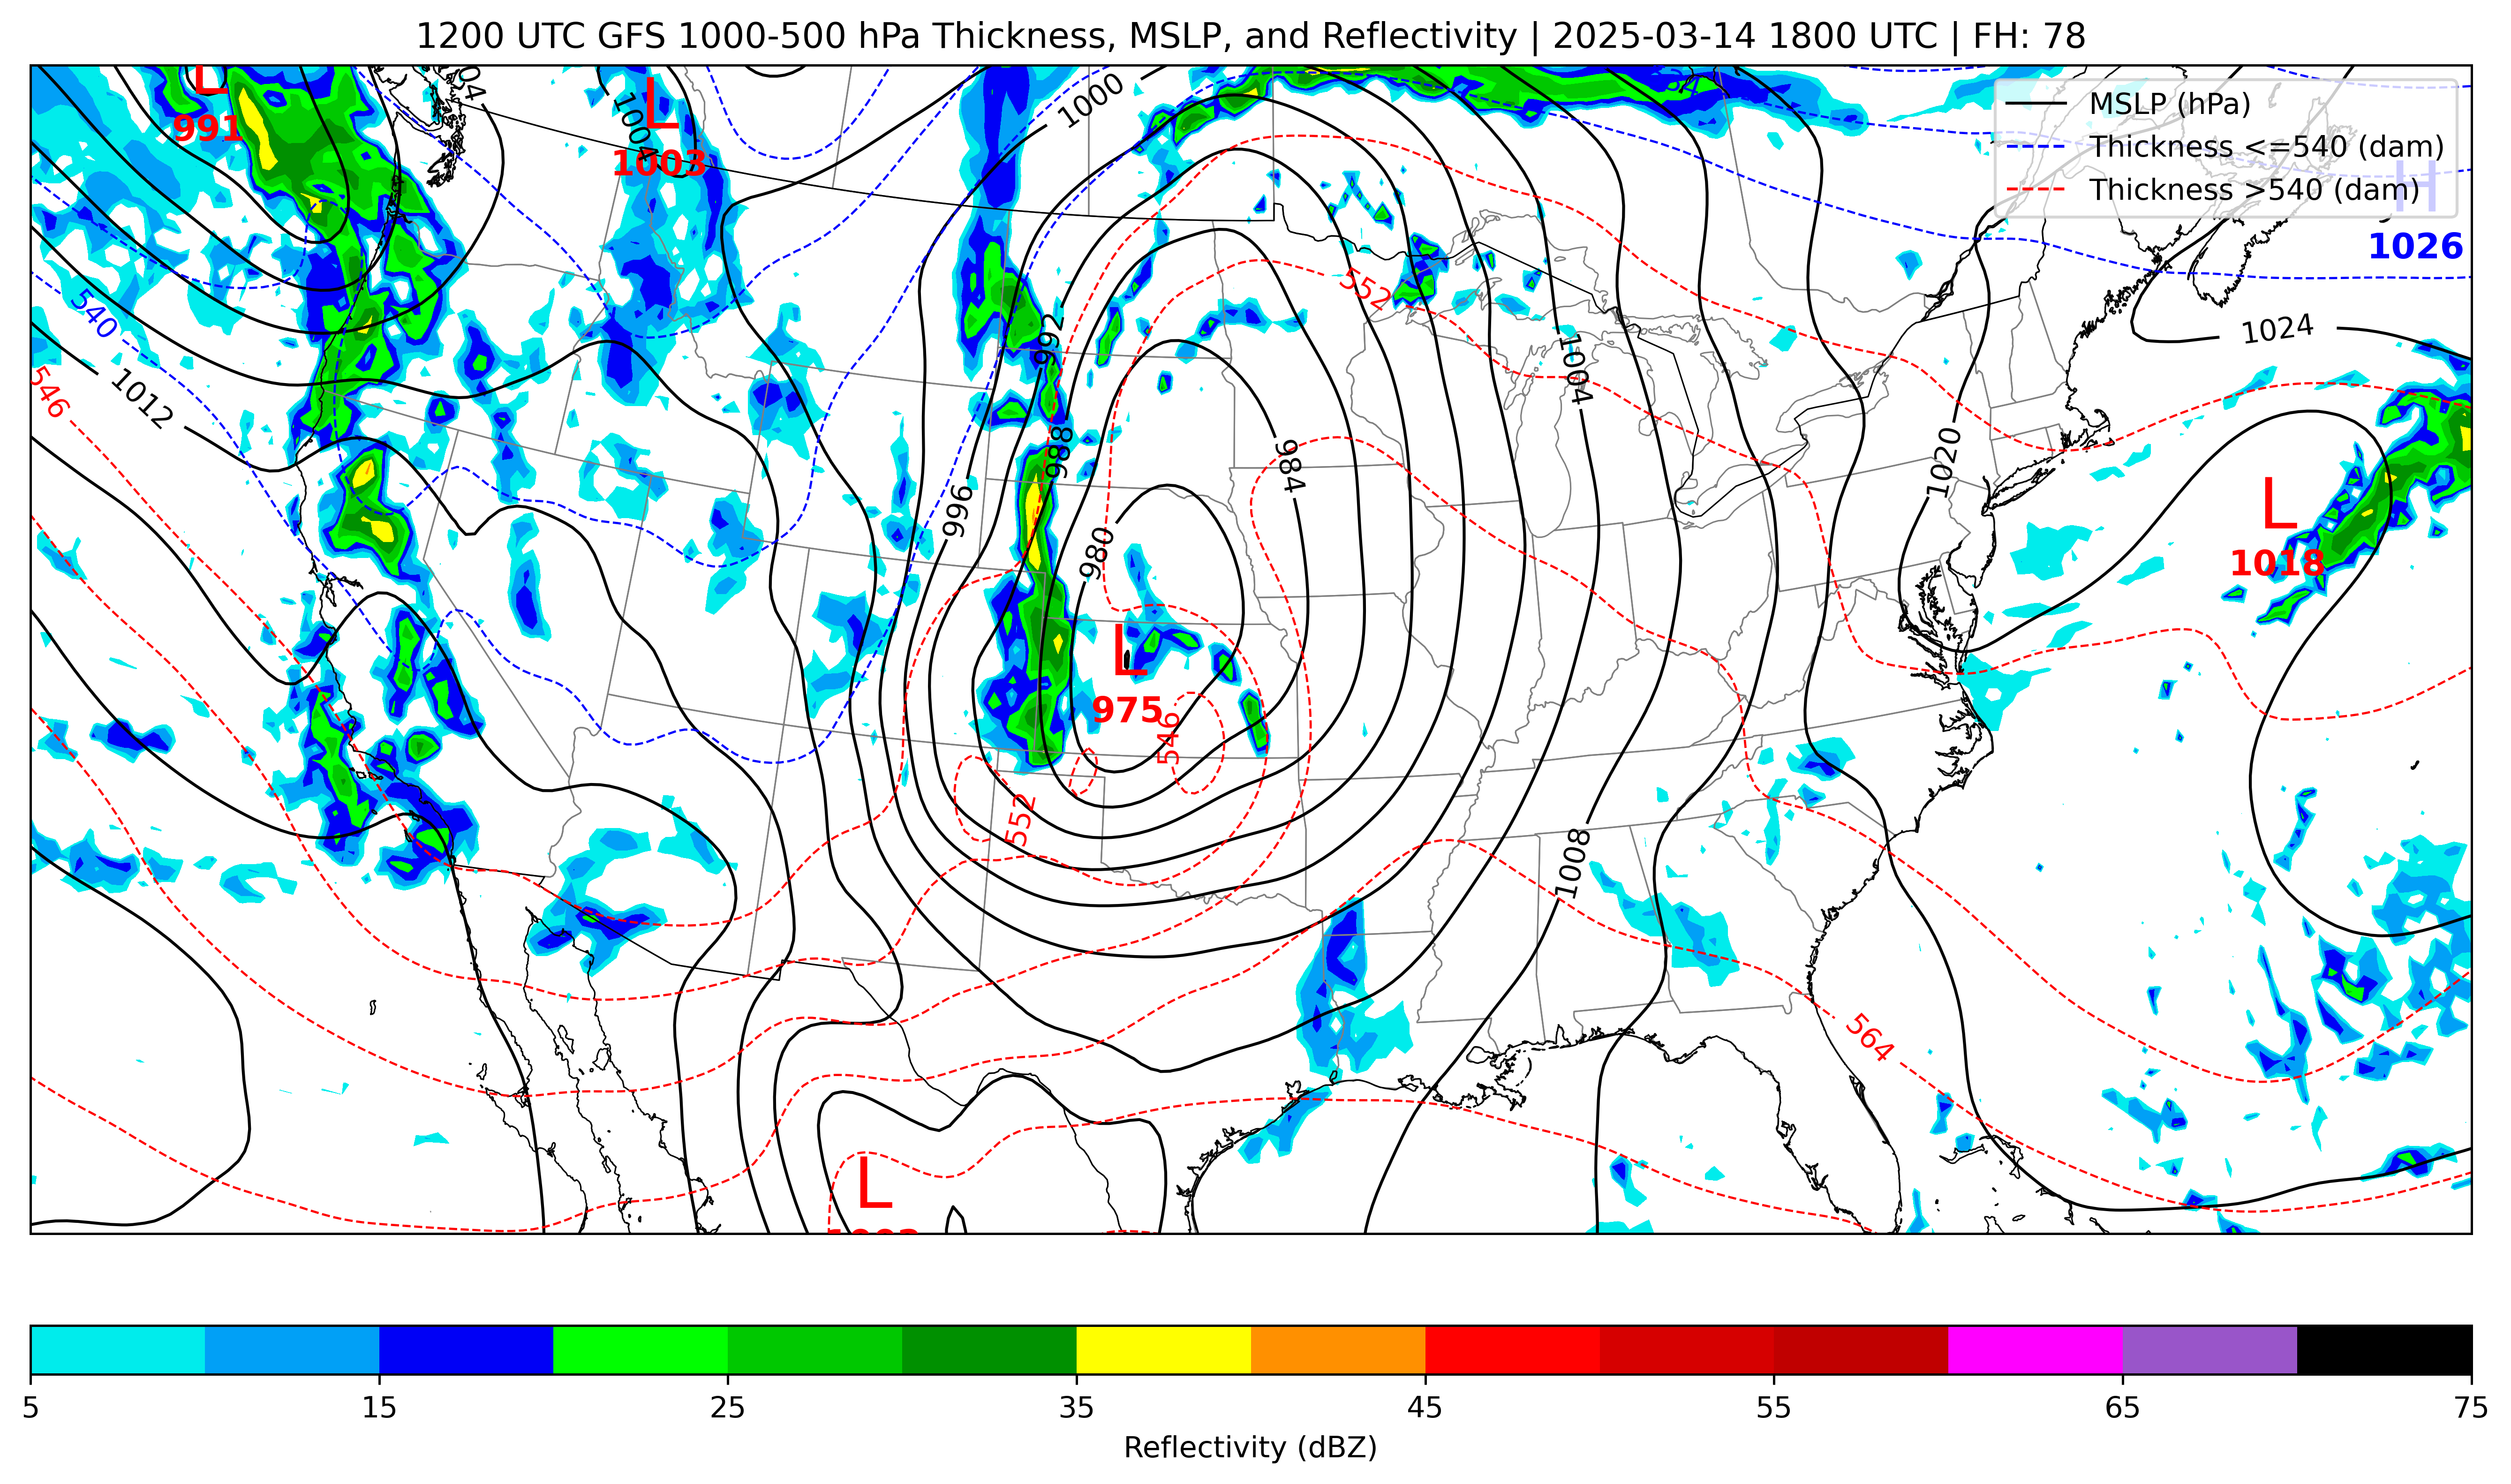 1200 UTC GFS 1000-500 hPa Thickness, MSLP, and Reflectivity | 2025-03-14 1800 UTC | FH: 78
MSLP (hPa)
Thickness <=540 (dam)
Thickness >540 (dam)
L
991
L
1003
1004
1000
H
1026
552
1024
540
546
1012
992
988
984
996
980
1004
1020
L
1018
L
975
546
552
1008
564
L
5 15 25 35 45 55 65 75
Reflectivity (dBZ)